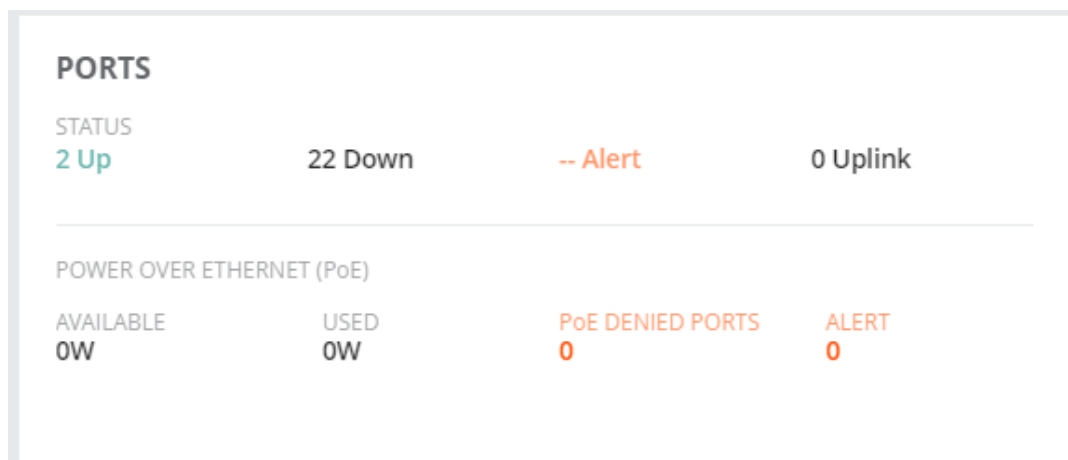 PORTS
STATUS
2 Up 22 Down -- Alert 0 Uplink
POWER OVER ETHERNET (PoE)
AVAILABLE USED PoE DENIED PORTS ALERT
0W 0W 0 0